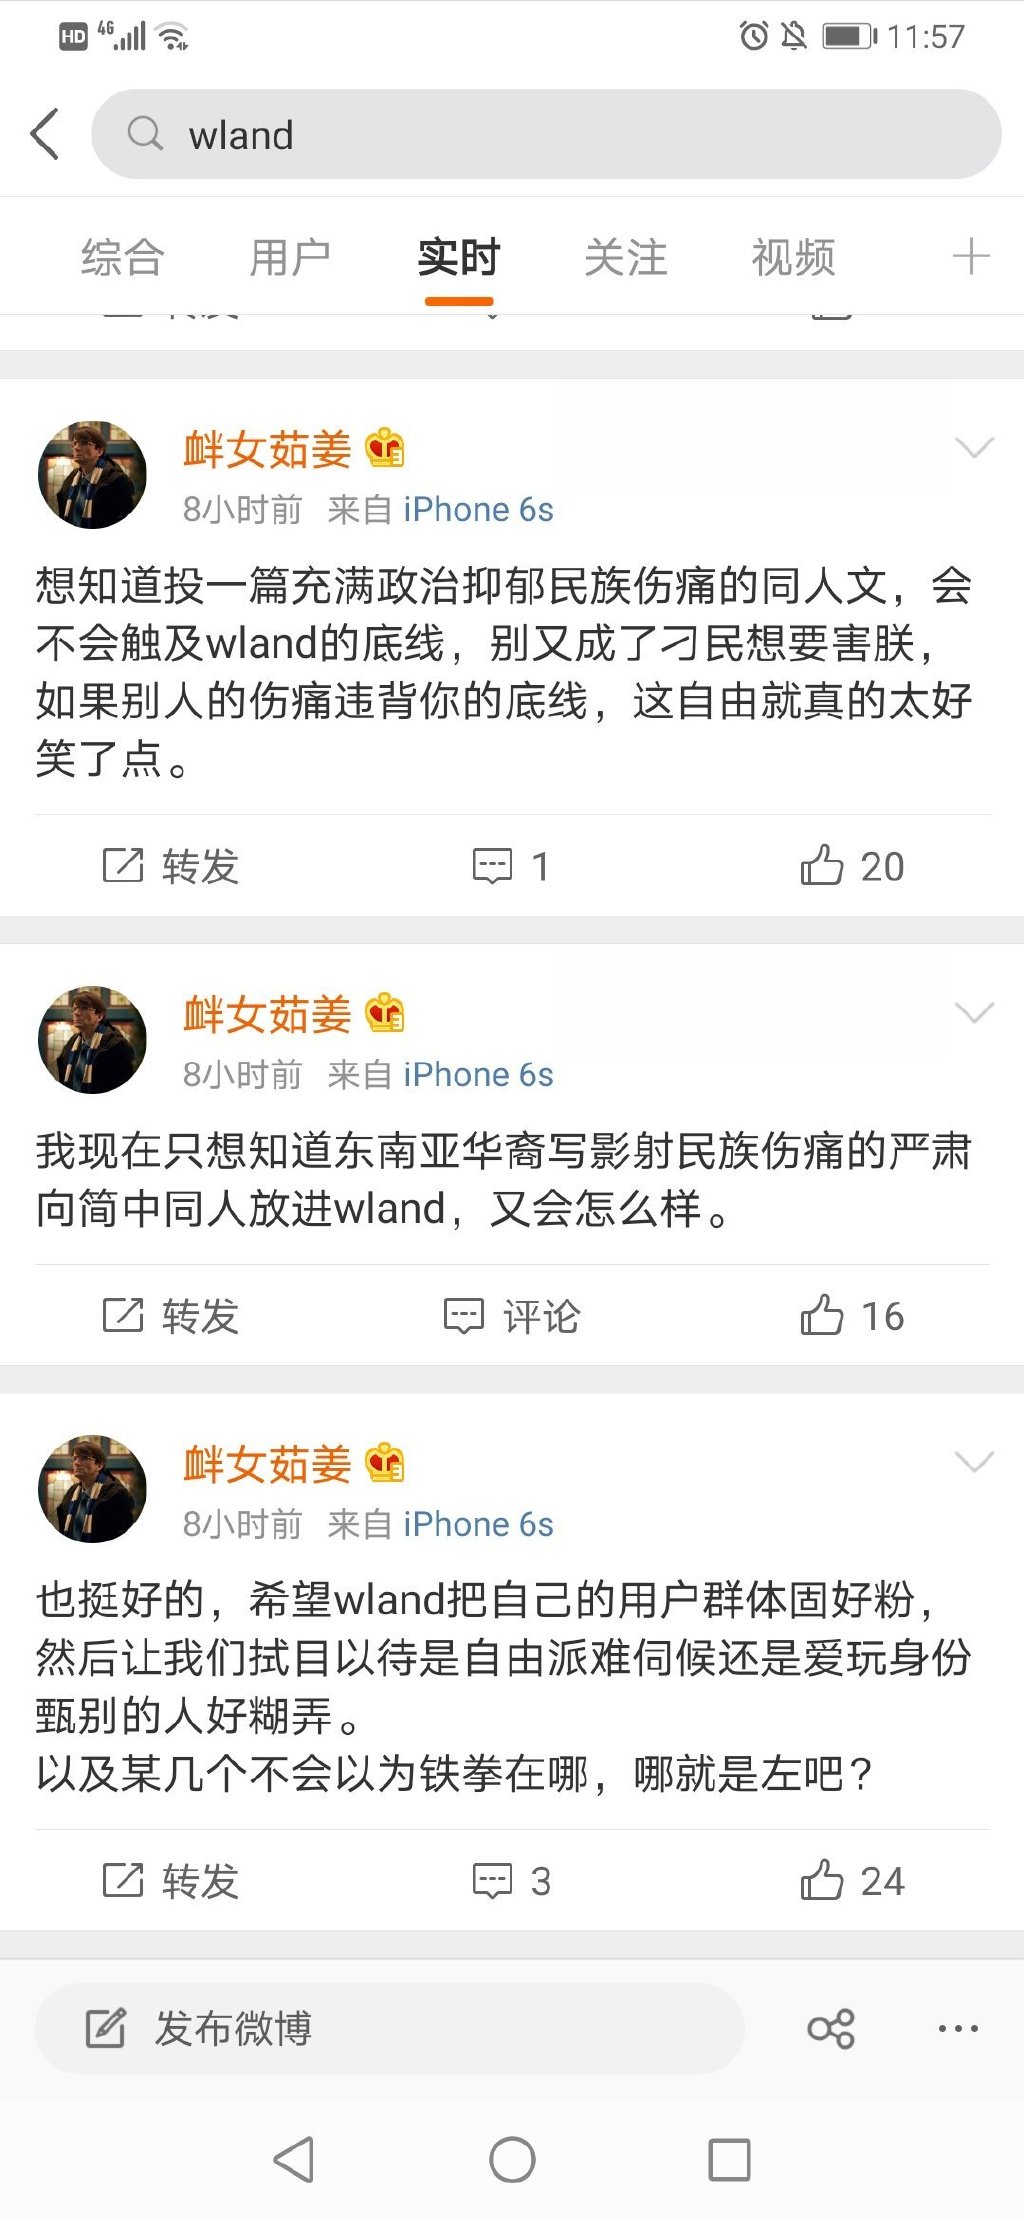 HD 4G 11:57
wland
综合 用户 实时 关注 视频
衅女茹姜
8小时前 来自 iPhone 6s
想知道投一篇充满政治抑郁民族伤痛的同人文，会
不会触及wland的底线，别又成了刁民想要害朕，
如果别人的伤痛违背你的底线，这自由就真的太好
笑了点。
转发 1 20
衅女茹姜
8小时前 来自 iPhone 6s
我现在只想知道东南亚华裔写影射民族伤痛的严肃
向简中同人放进wland，又会怎么样。
转发 评论 16
衅女茹姜
8小时前 来自 iPhone 6s
也挺好的，希望wland把自己的用户群体固好粉，
然后让我们拭目以待是自由派难伺候还是爱玩身份
甄别的人好糊弄。
以及某几个不会以为铁拳在哪，哪就是左吧？
转发 3 24
发布微博